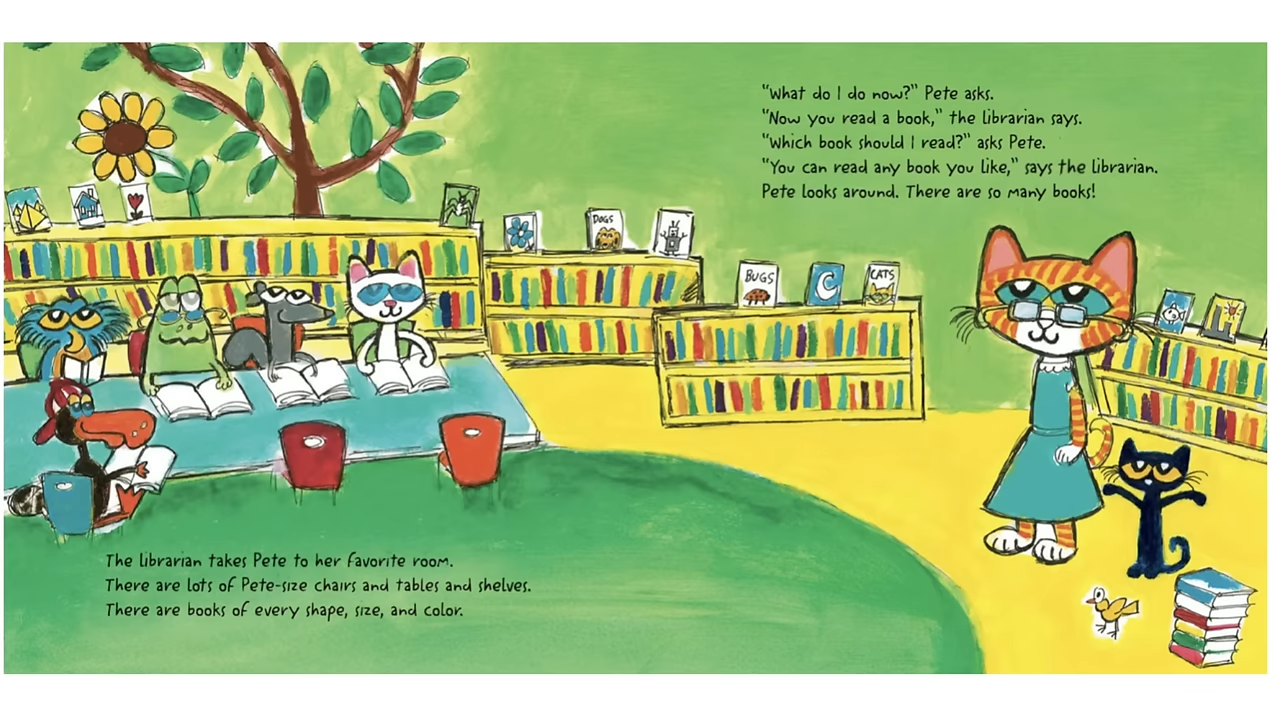 "What do I do now?" Pete asks.
"Now you read a book," the librarian says.
"Which book should I read?" asks Pete.
"You can read any book you like," says the librarian.
Pete looks around. There are so many books!
DOGS
BUGS
C
CATS
The librarian takes Pete to her favorite room.
There are lots of Pete-size chairs and tables and shelves.
There are books of every shape, size, and color.